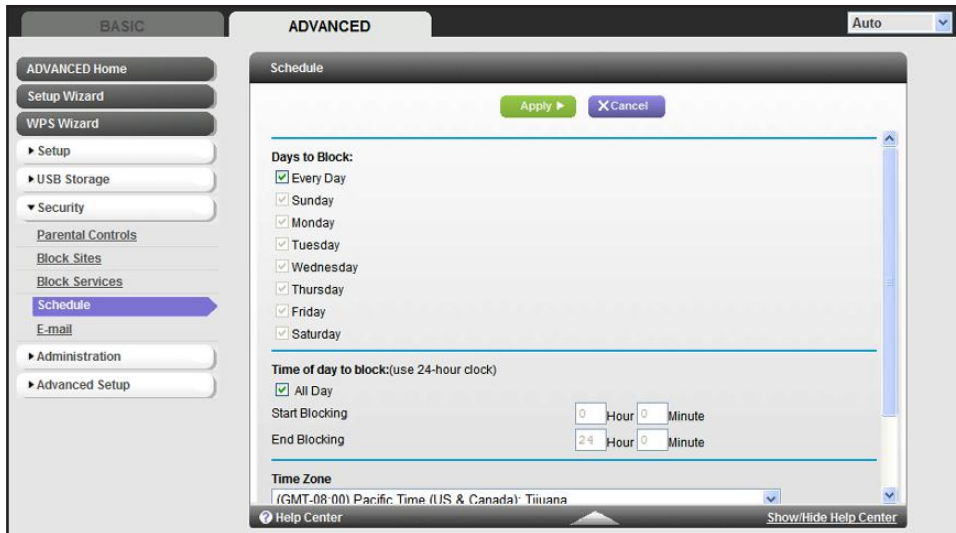 BASIC
ADVANCED
Auto
ADVANCED Home
Setup Wizard
WPS Wizard
Setup
USB Storage
Security
Parental Controls
Block Sites
Block Services
Schedule
E-mail
Administration
Advanced Setup
Schedule
Apply
Cancel
Days to Block:
Every Day
Sunday
Monday
Tuesday
Wednesday
Thursday
Friday
Saturday
Time of day to block:(use 24-hour clock)
All Day
Start Blocking 0 Hour 0 Minute
End Blocking 24 Hour 0 Minute
Time Zone
(GMT-08:00) Pacific Time (US & Canada); Tijuana
Help Center Show/Hide Help Center